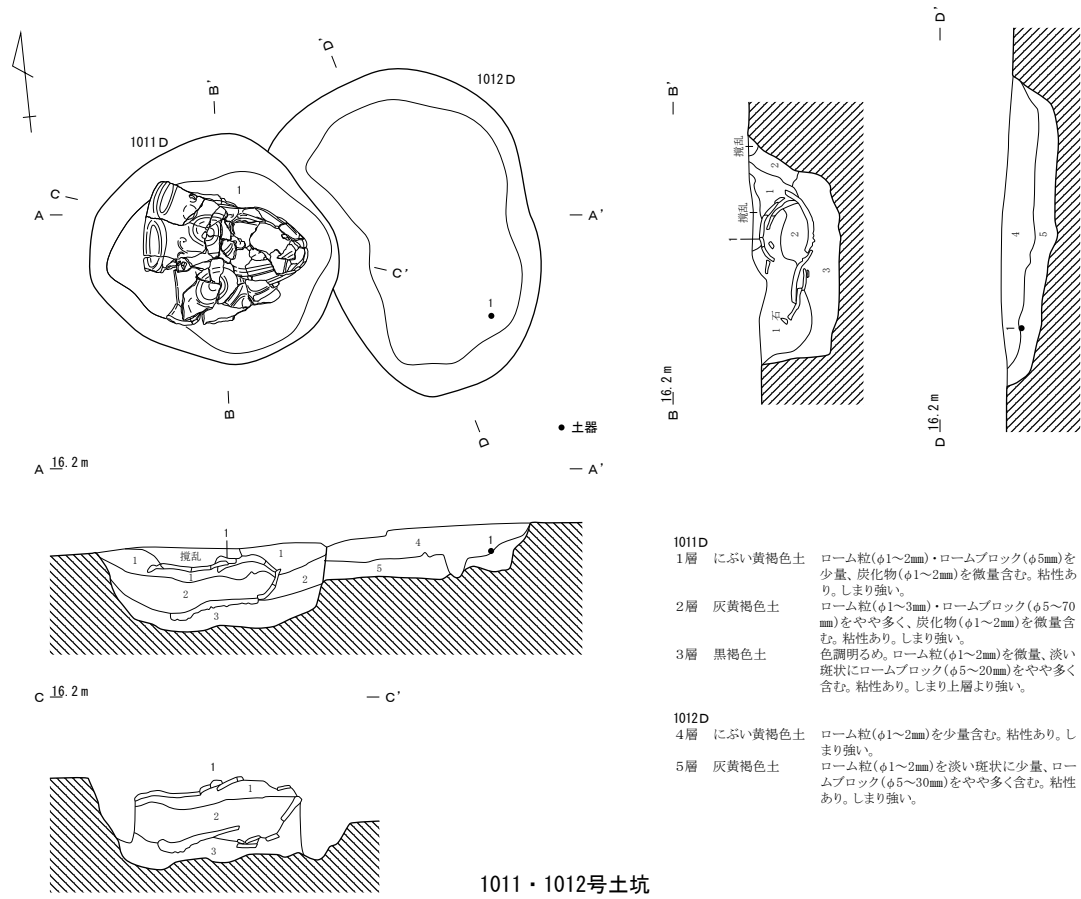 D'
1012D
B'
1011D
1
C
A
A'
C'
1
B
D
● 土器
B'
撹乱
2
1
撹乱
1
2
3
石
1
B 16.2m
D'
4
5
1
D 16.2m
A 16.2m
A'
1
1
撹乱
1
1
2
2
3
4
1
5
C 16.2m
C'
1
1
2
3
1011D
1層 にぶい黄褐色土 ローム粒(φ1～2㎜)・ロームブロック(φ5㎜)を
少量、炭化物(φ1～2㎜)を微量含む。粘性あ
り。しまり強い。
2層 灰黄褐色土 ローム粒(φ1～3㎜)・ロームブロック(φ5～70
㎜)をやや多く、炭化物(φ1～2㎜)を微量含
む。粘性あり。しまり強い。
3層 黒褐色土 色調明るめ。ローム粒(φ1～2㎜)を微量、淡い
斑状にロームブロック(φ5～20㎜)をやや多く
含む。粘性あり。しまり上層より強い。
1012D
4層 にぶい黄褐色土 ローム粒(φ1～2㎜)を少量含む。粘性あり。し
まり強い。
5層 灰黄褐色土 ローム粒(φ1～2㎜)を淡い斑状に少量、ロー
ムブロック(φ5～30㎜)をやや多く含む。粘性
あり。しまり強い。
1011・1012号土坑